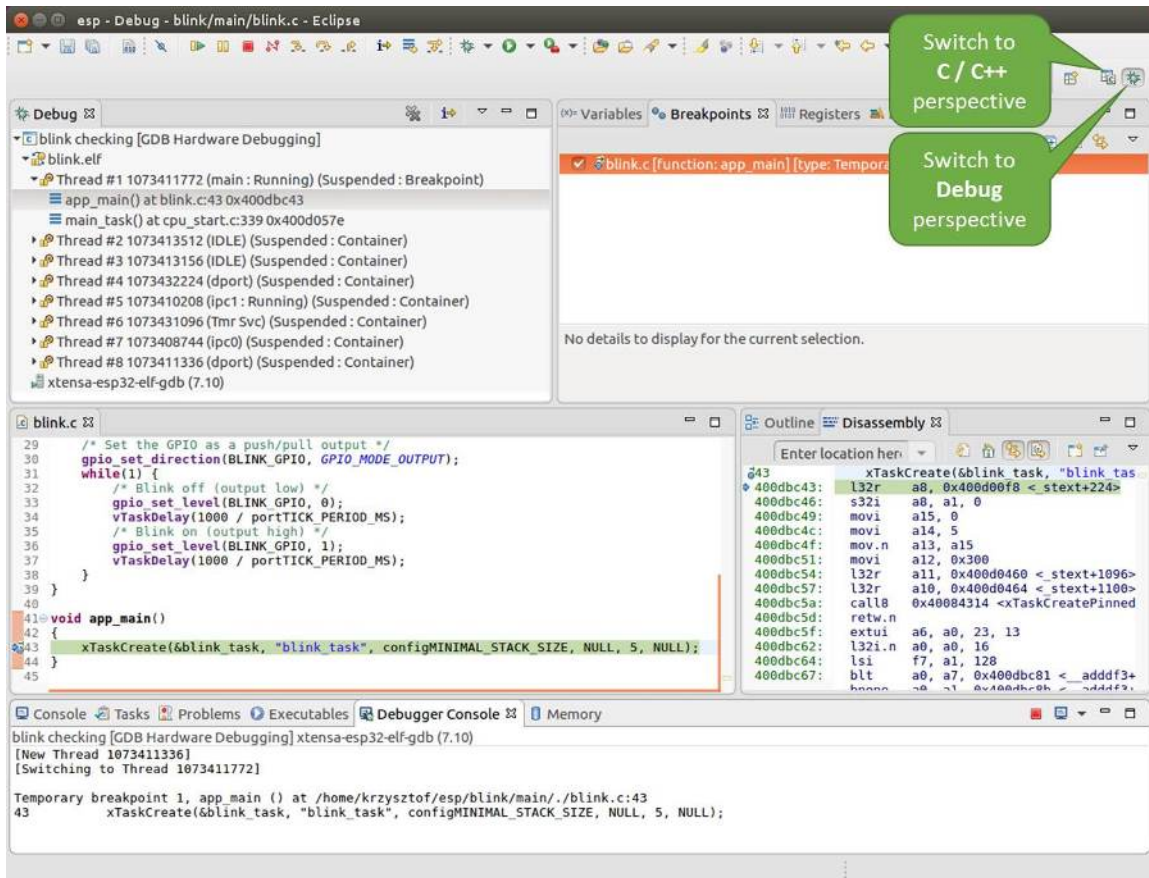 esp - Debug - blink/main/blink.c - Eclipse
Switch to
C / C++
perspective
Switch to
Debug
perspective
Debug
blink checking [GDB Hardware Debugging]
blink.elf
Thread #1 1073411772 (main : Running) (Suspended : Breakpoint)
app_main() at blink.c:43 0x400dbc43
main_task() at cpu_start.c:339 0x400d057e
Thread #2 1073413512 (IDLE) (Suspended : Container)
Thread #3 1073413156 (IDLE) (Suspended : Container)
Thread #4 1073432224 (dport) (Suspended : Container)
Thread #5 1073410208 (ipc1 : Running) (Suspended : Container)
Thread #6 1073431096 (Tmr Svc) (Suspended : Container)
Thread #7 1073408744 (ipc0) (Suspended : Container)
Thread #8 1073411336 (dport) (Suspended : Container)
xtensa-esp32-elf-gdb (7.10)
(x)= Variables Breakpoints Registers
blink.c [function: app_main] [type: Tempora
No details to display for the current selection.
blink.c
29 /* Set the GPIO as a push/pull output */
30 gpio_set_direction(BLINK_GPIO, GPIO_MODE_OUTPUT);
31 while(1) {
32 /* Blink off (output low) */
33 gpio_set_level(BLINK_GPIO, 0);
34 vTaskDelay(1000 / portTICK_PERIOD_MS);
35 /* Blink on (output high) */
36 gpio_set_level(BLINK_GPIO, 1);
37 vTaskDelay(1000 / portTICK_PERIOD_MS);
38 }
39 }
40
41 void app_main()
42 {
43 xTaskCreate(&blink_task, "blink_task", configMINIMAL_STACK_SIZE, NULL, 5, NULL);
44 }
45
Outline Disassembly
Enter location here
43 xTaskCreate(&blink_task, "blink_tas
400dbc43: l32r a8, 0x400d00f8 <_stext+224>
400dbc46: s32i a8, a1, 0
400dbc49: movi a15, 0
400dbc4c: movi a14, 5
400dbc4f: mov.n a13, a15
400dbc51: movi a12, 0x300
400dbc54: l32r a11, 0x400d0460 <_stext+1096>
400dbc57: l32r a10, 0x400d0464 <_stext+1100>
400dbc5a: call8 0x40084314 <xTaskCreatePinned
400dbc5d: retw.n
400dbc5f: extui a6, a0, 23, 13
400dbc62: l32i.n a0, a0, 16
400dbc64: lsi f7, a1, 128
400dbc67: blt a0, a7, 0x400dbc81 <__adddf3+
Console Tasks Problems Executables Debugger Console Memory
blink checking [GDB Hardware Debugging] xtensa-esp32-elf-gdb (7.10)
[New Thread 1073411336]
[Switching to Thread 1073411772]
Temporary breakpoint 1, app_main () at /home/krzysztof/esp/blink/main/./blink.c:43
43 xTaskCreate(&blink_task, "blink_task", configMINIMAL_STACK_SIZE, NULL, 5, NULL);